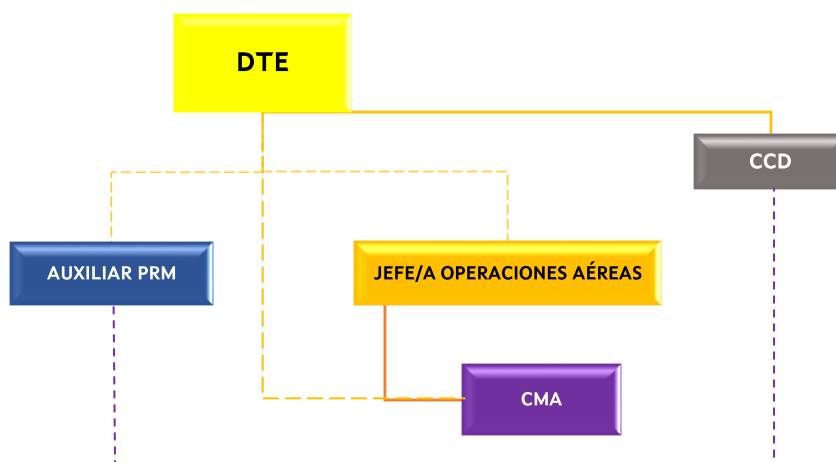 DTE
CCD
AUXILIAR PRM
JEFE/A OPERACIONES AÉREAS
CMA